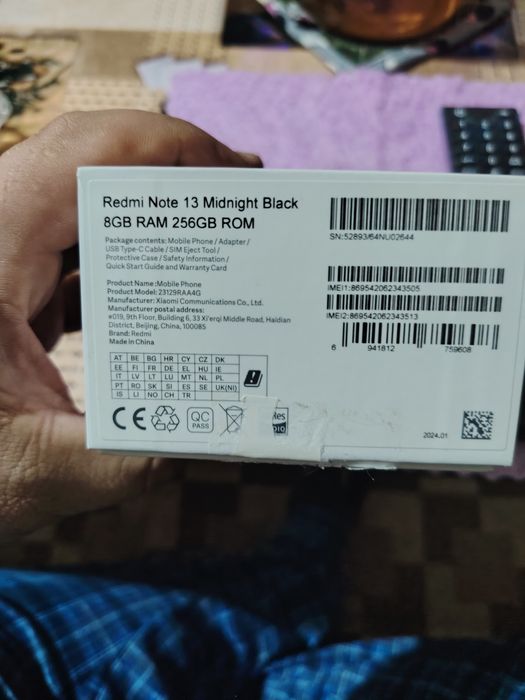 Redmi Note 13 Midnight Black
8GB RAM 256GB ROM
Package contents: Mobile Phone / Adapter /
USB Type-C Cable / SIM Eject Tool /
Protective Case / Safety Information /
Quick Start Guide and Warranty Card
Product Name :Mobile Phone
Product Model: 23129RAA4G
Manufacturer: Xiaomi Communications Co., Ltd.
Manufacturer postal address:
#019, 9th Floor, Building 6, 33 Xi'erqi Middle Road, Haidian
District, Beijing, China, 100085
Brand: Redmi
Made in China
AT BE BG HR CY CZ DK
EE FI FR DE EL HU IE
IT LV LT LU MT NL PL
PT RO SK SI ES SE UK(NI)
IS LI NO CH TR
CE
QC
PASS
SN:52893/64NU02644
IMEI1:869542062343505
IMEI2:869542062343513
6 941812 759608
2024.01